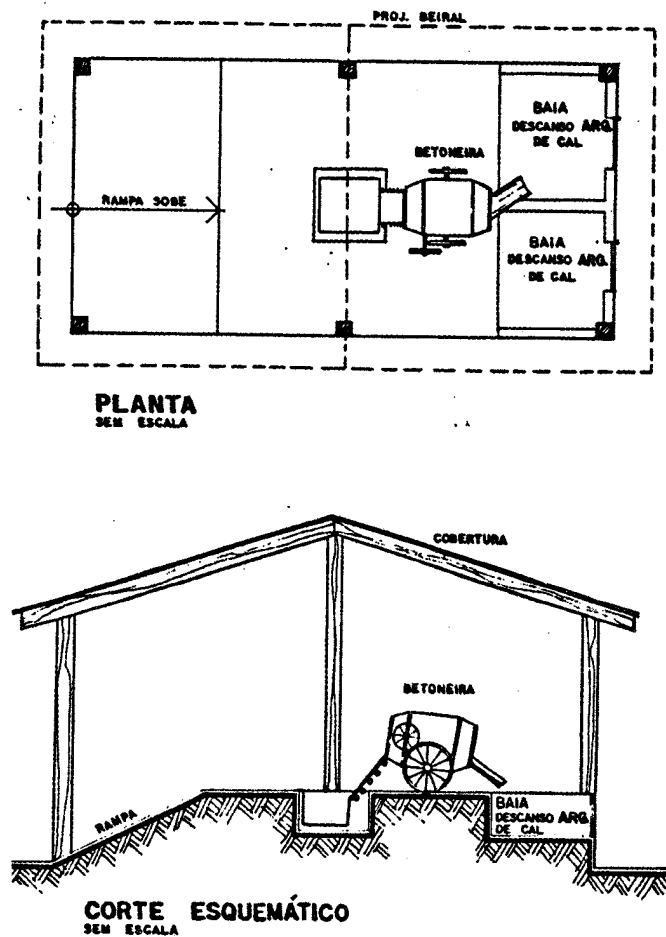 PROJ. BEIRAL
BAIA
DESCANSO ARG.
DE CAL
BETONEIRA
RAMPA SOBE
BAIA
DESCANSO ARG.
DE CAL
PLANTA
SEM ESCALA
COBERTURA
BETONEIRA
RAMPA
BAIA
DESCANSO ARG.
DE CAL
CORTE ESQUEMÁTICO
SEM ESCALA